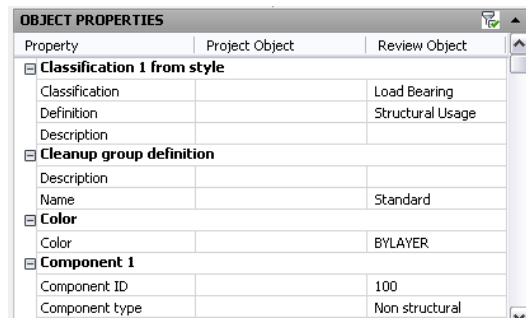 OBJECT PROPERTIES
Property Project Object Review Object
Classification 1 from style
Classification Load Bearing
Definition Structural Usage
Description
Cleanup group definition
Description
Name Standard
Color
Color BYLAYER
Component 1
Component ID 100
Component type Non structural